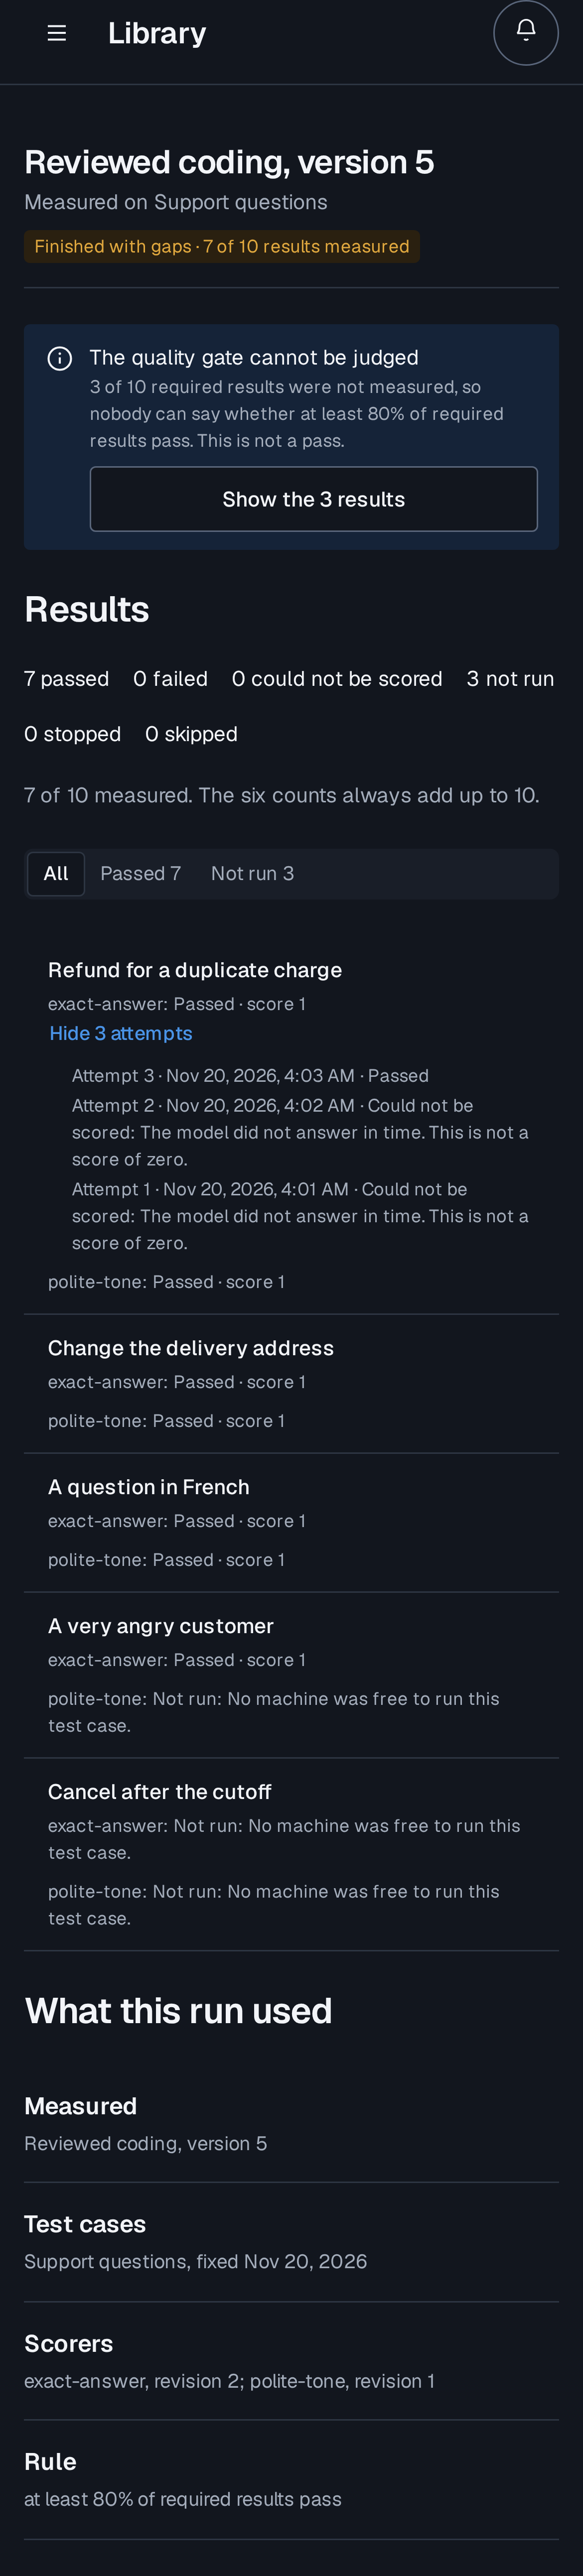 Library
Reviewed coding, version 5
Measured on Support questions
Finished with gaps · 7 of 10 results measured
The quality gate cannot be judged
3 of 10 required results were not measured, so
nobody can say whether at least 80% of required
results pass. This is not a pass.
Show the 3 results
Results
7 passed 0 failed 0 could not be scored 3 not run
0 stopped 0 skipped
7 of 10 measured. The six counts always add up to 10.
All Passed 7 Not run 3
Refund for a duplicate charge
exact-answer: Passed · score 1
Hide 3 attempts
Attempt 3 · Nov 20, 2026, 4:03 AM · Passed
Attempt 2 · Nov 20, 2026, 4:02 AM · Could not be
scored: The model did not answer in time. This is not a
score of zero.
Attempt 1 · Nov 20, 2026, 4:01 AM · Could not be
scored: The model did not answer in time. This is not a
score of zero.
polite-tone: Passed · score 1
Change the delivery address
exact-answer: Passed · score 1
polite-tone: Passed · score 1
A question in French
exact-answer: Passed · score 1
polite-tone: Passed · score 1
A very angry customer
exact-answer: Passed · score 1
polite-tone: Not run: No machine was free to run this
test case.
Cancel after the cutoff
exact-answer: Not run: No machine was free to run this
test case.
polite-tone: Not run: No machine was free to run this
test case.
What this run used
Measured
Reviewed coding, version 5
Test cases
Support questions, fixed Nov 20, 2026
Scorers
exact-answer, revision 2; polite-tone, revision 1
Rule
at least 80% of required results pass